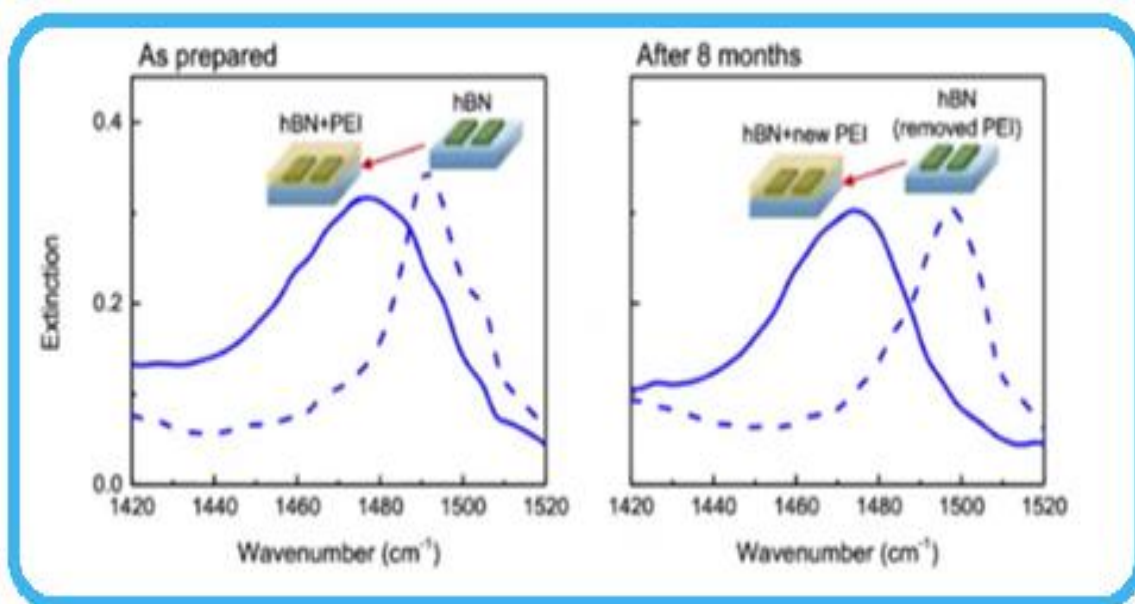 As prepared
hBN
hBN+PEI
0.4
0.2
0.0
Extinction
1420 1440 1460 1480 1500 1520
Wavenumber (cm⁻¹)
After 8 months
hBN
(removed PEI)
hBN+new PEI
1420 1440 1460 1480 1500 1520
Wavenumber (cm⁻¹)